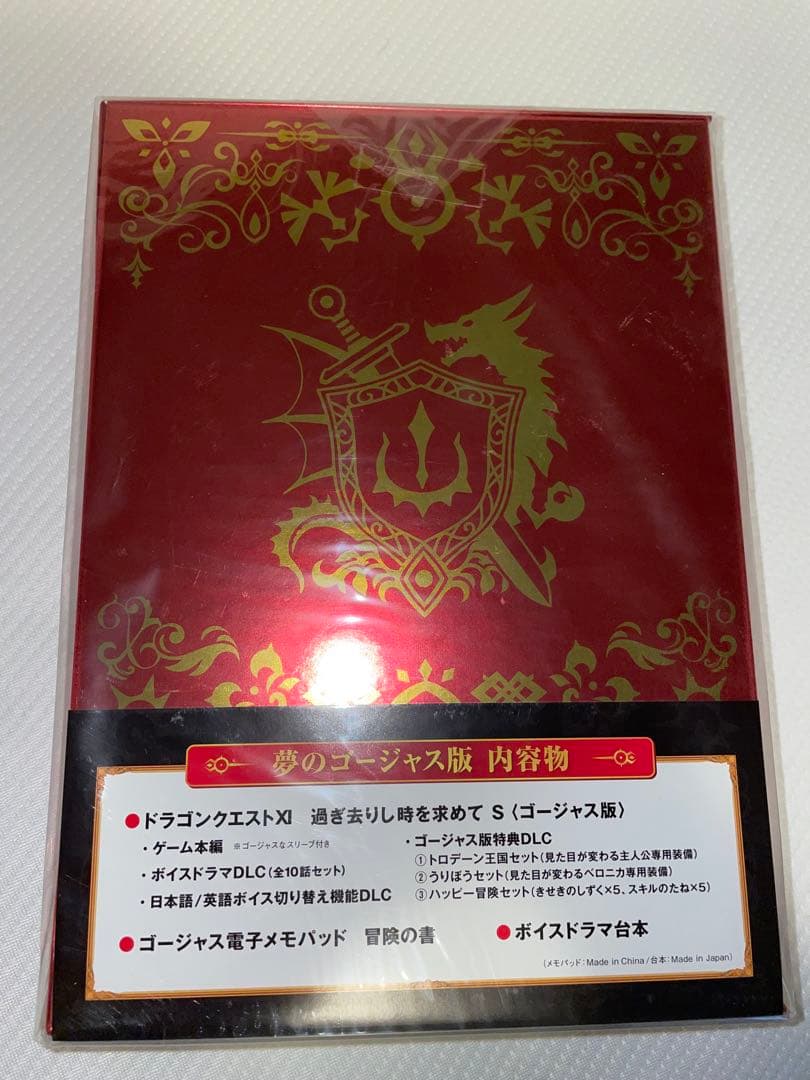 夢のゴージャス版 内容物
●ドラゴンクエストXI 過ぎ去りし時を求めて S〈ゴージャス版〉
・ゲーム本編 ※ゴージャスなスリーブ付き
・ボイスドラマDLC(全10話セット)
・日本語/英語ボイス切り替え機能DLC
・ゴージャス版特典DLC
①トロデーン王国セット(見た目が変わる主人公専用装備)
②うりぼうセット(見た目が変わるベロニカ専用装備)
③ハッピー冒険セット(きせきのしずく×5、スキルのたね×5)
●ゴージャス電子メモパッド 冒険の書
●ボイスドラマ台本
(メモパッド:Made in China/台本:Made in Japan)